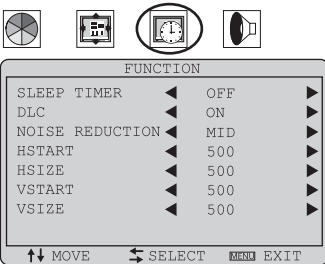 FUNCTION
SLEEP TIMER OFF
DLC ON
NOISE REDUCTION MID
HSTART 500
HSIZE 500
VSTART 500
VSIZE 500
MOVE SELECT MENU EXIT